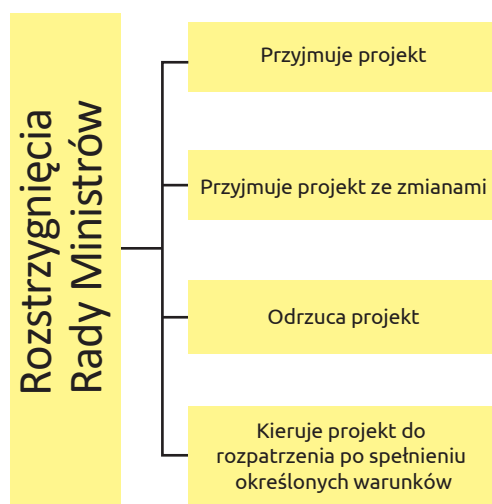 Rozstrzygnięcia
Rady Ministrów
Przyjmuje projekt
Przyjmuje projekt ze zmianami
Odrzuca projekt
Kieruje projekt do
rozpatrzenia po spełnieniu
określonych warunków